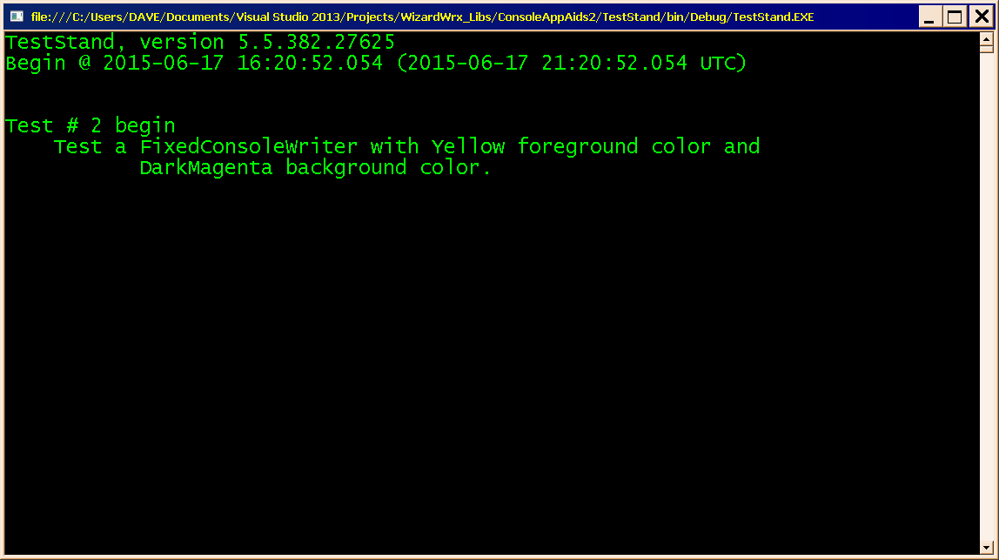 file:///C:/Users/DAVE/Documents/Visual Studio 2013/Projects/WizardWrx_Libs/ConsoleAppAids2/TestStand/bin/Debug/TestStand.EXE
TestStand, version 5.5.382.27625
Begin @ 2015-06-17 16:20:52.054 (2015-06-17 21:20:52.054 UTC)
Test # 2 begin
Test a FixedConsoleWriter with Yellow foreground color and
DarkMagenta background color.